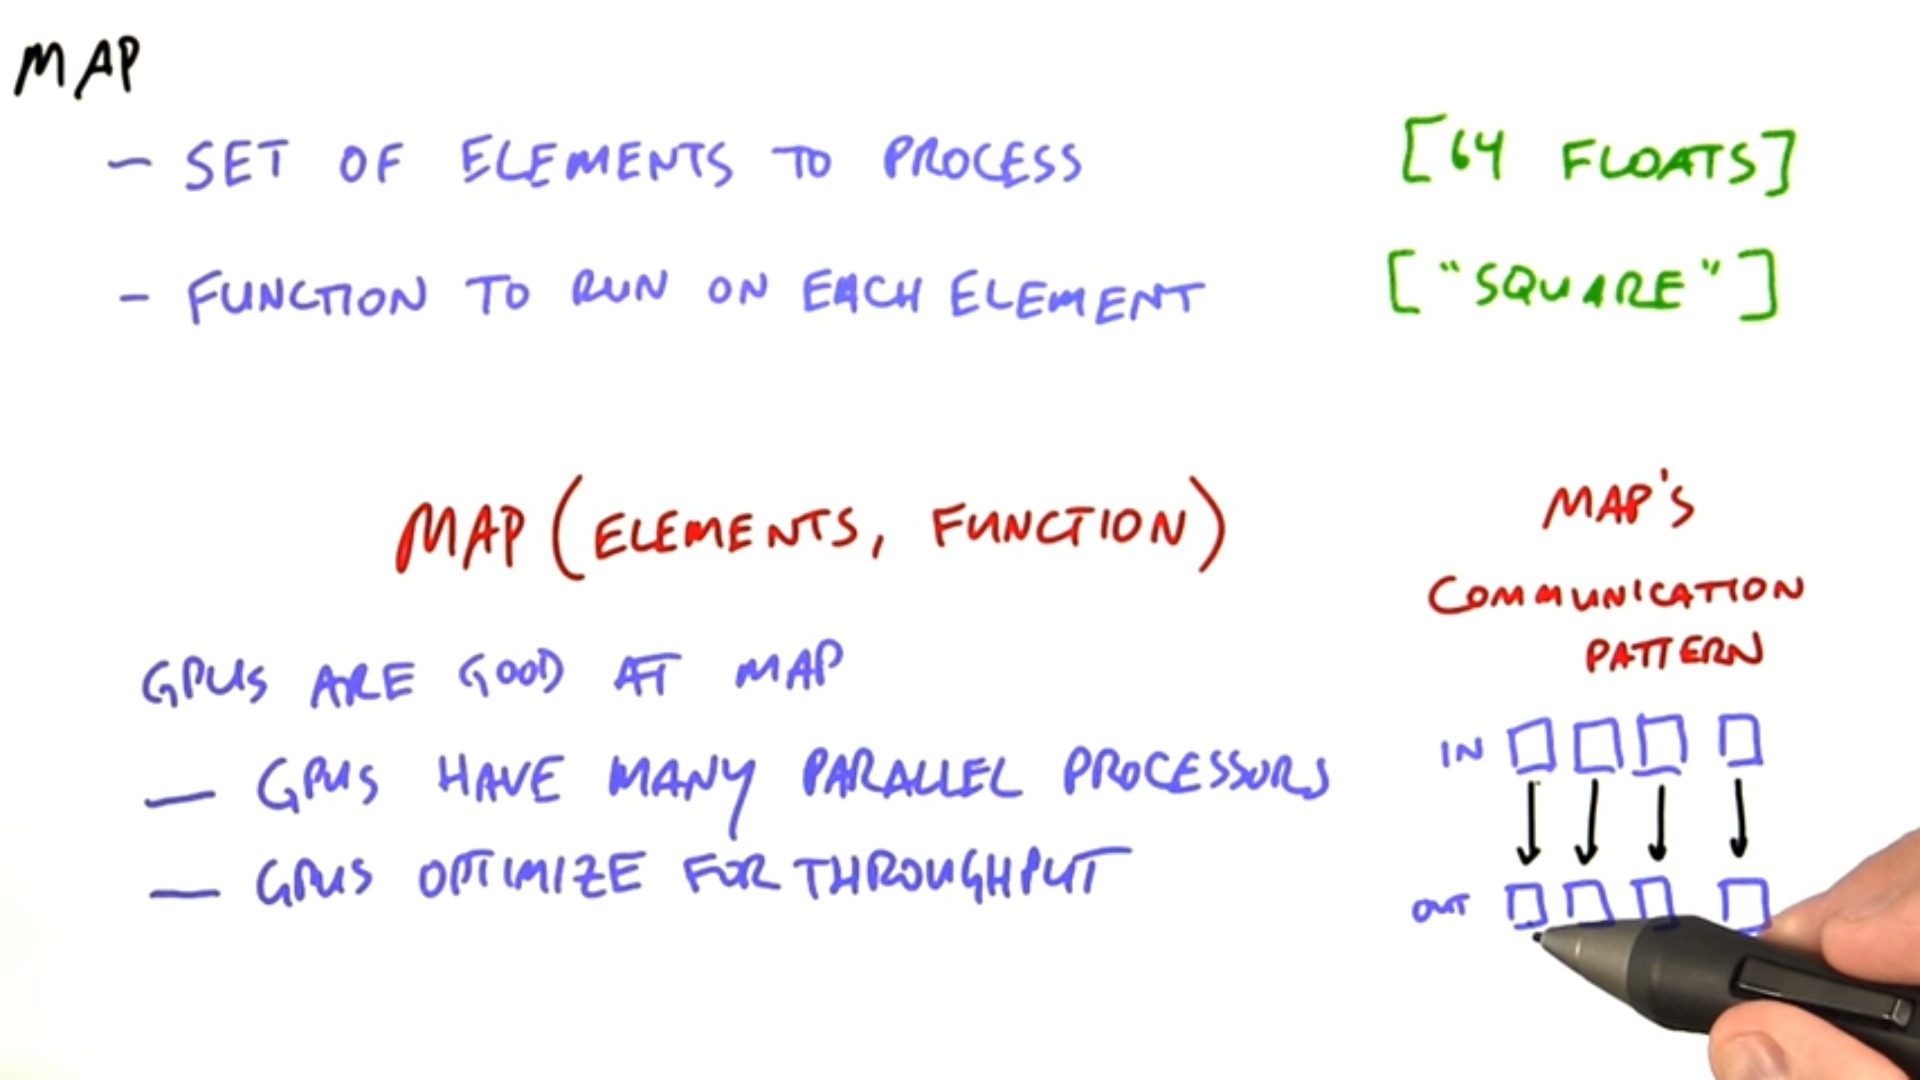 MAP
- SET OF ELEMENTS TO PROCESS [64 FLOATS]
- FUNCTION TO RUN ON EACH ELEMENT ["SQUARE"]
MAP (ELEMENTS, FUNCTION)
MAP'S
COMMUNICATION
PATTERN
GPUS ARE GOOD AT MAP
— GPUS HAVE MANY PARALLEL PROCESSORS
— GPUS OPTIMIZE FOR THROUGHPUT
IN
OUT